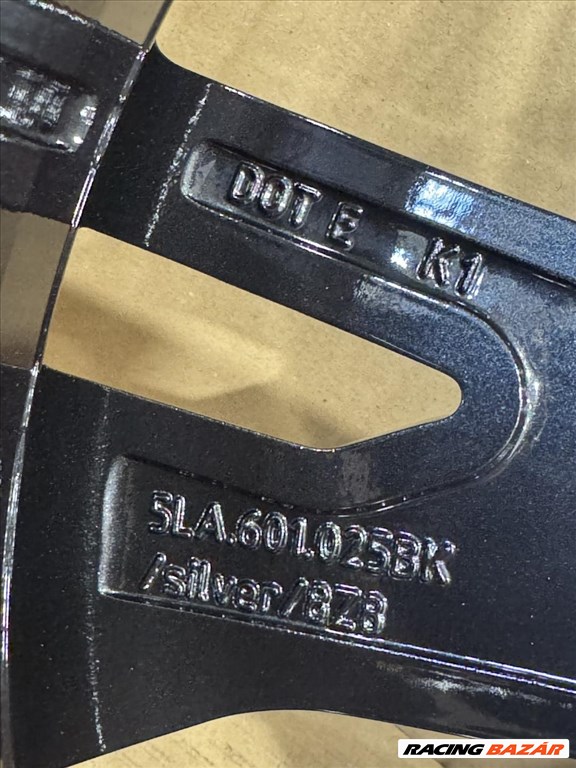 DOT E K1
5LA.601.025BK
/silver/8Z8
RACING BAZÁR